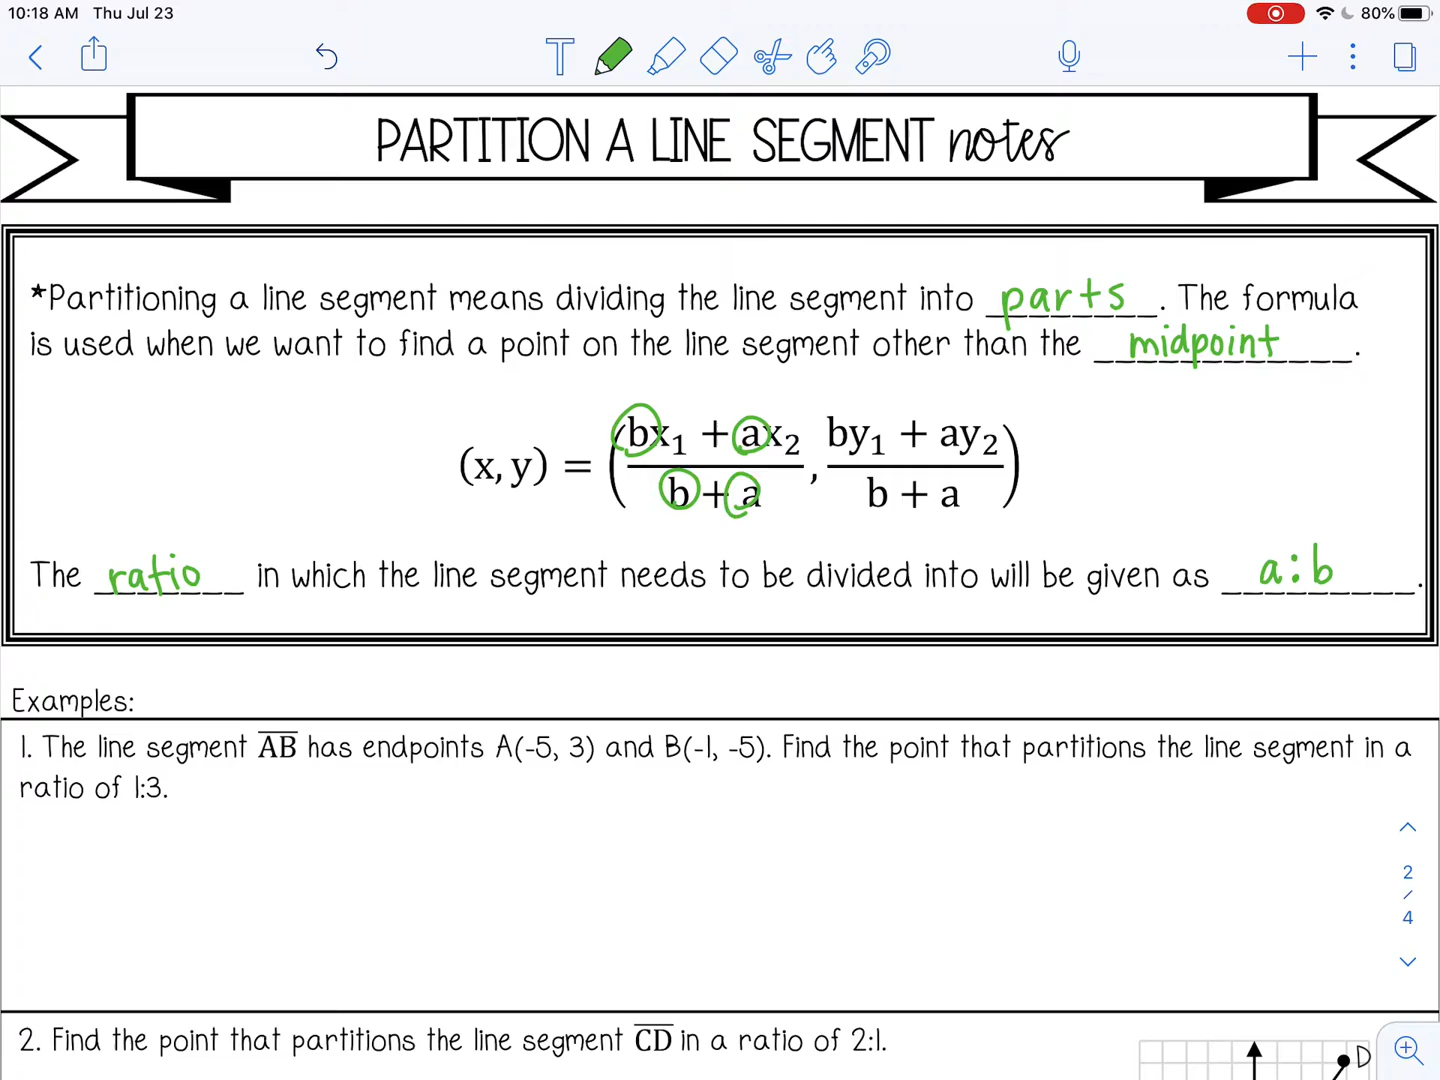 10:18 AM Thu Jul 23
80%
PARTITION A LINE SEGMENT notes
*Partitioning a line segment means dividing the line segment into parts. The formula
is used when we want to find a point on the line segment other than the midpoint.
(x, y) = (bx₁ + ax₂ / b + a, by₁ + ay₂ / b + a)
The ratio in which the line segment needs to be divided into will be given as a:b.
Examples:
1. The line segment A̅B̅ has endpoints A(-5, 3) and B(-1, -5). Find the point that partitions the line segment in a
ratio of 1:3.
2
/
4
2. Find the point that partitions the line segment C̅D̅ in a ratio of 2:1.
D